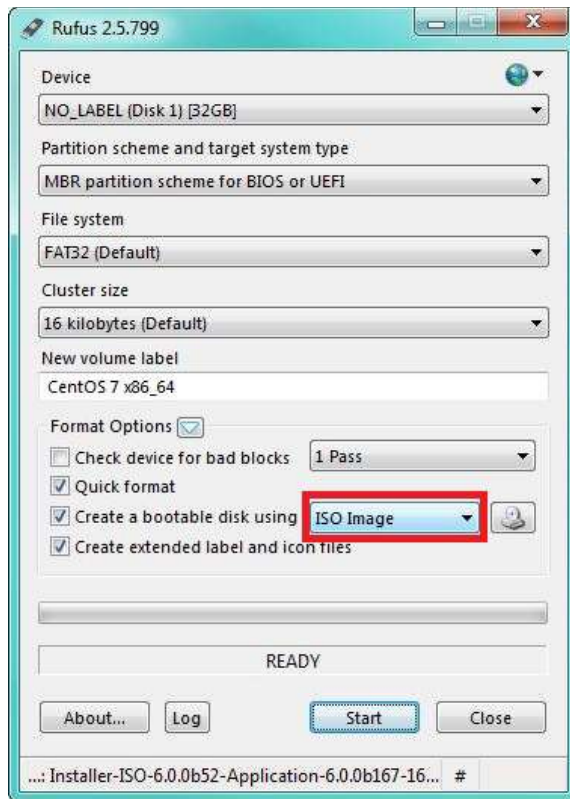 Rufus 2.5.799
Device
NO_LABEL (Disk 1) [32GB]
Partition scheme and target system type
MBR partition scheme for BIOS or UEFI
File system
FAT32 (Default)
Cluster size
16 kilobytes (Default)
New volume label
CentOS 7 x86_64
Format Options
Check device for bad blocks 1 Pass
Quick format
Create a bootable disk using ISO Image
Create extended label and icon files
READY
About... Log Start Close
...: Installer-ISO-6.0.0b52-Application-6.0.0b167-16... #